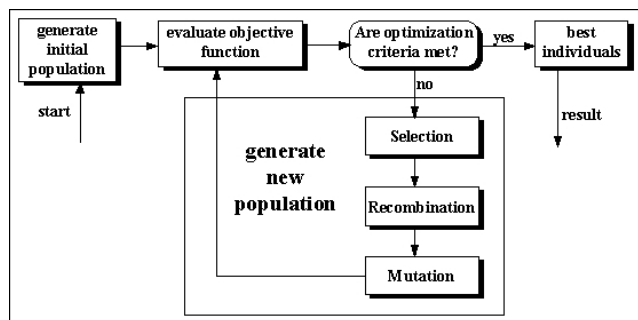 generate
initial
population
evaluate objective
function
Are optimization
criteria met?
yes
best
individuals
start
no
result
generate
new
population
Selection
Recombination
Mutation